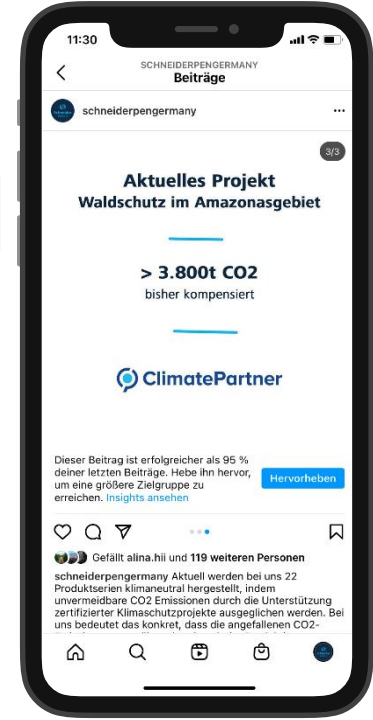 11:30
SCHNEIDERPENGERMANY
Beiträge
schneiderpengermany
3/3
Aktuelles Projekt
Waldschutz im Amazonasgebiet
> 3.800t CO2
bisher kompensiert
ClimatePartner
Dieser Beitrag ist erfolgreicher als 95 %
deiner letzten Beiträge. Hebe ihn hervor,
um eine größere Zielgruppe zu
erreichen. Insights ansehen
Hervorheben
Gefällt alina.hii und 119 weiteren Personen
schneiderpengermany Aktuell werden bei uns 22
Produktserien klimaneutral hergestellt, indem
unvermeidbare CO2 Emissionen durch die Unterstützung
zertifizierter Klimaschutzprojekte ausgeglichen werden. Bei
uns bedeutet das konkret, dass die angefallenen CO2-